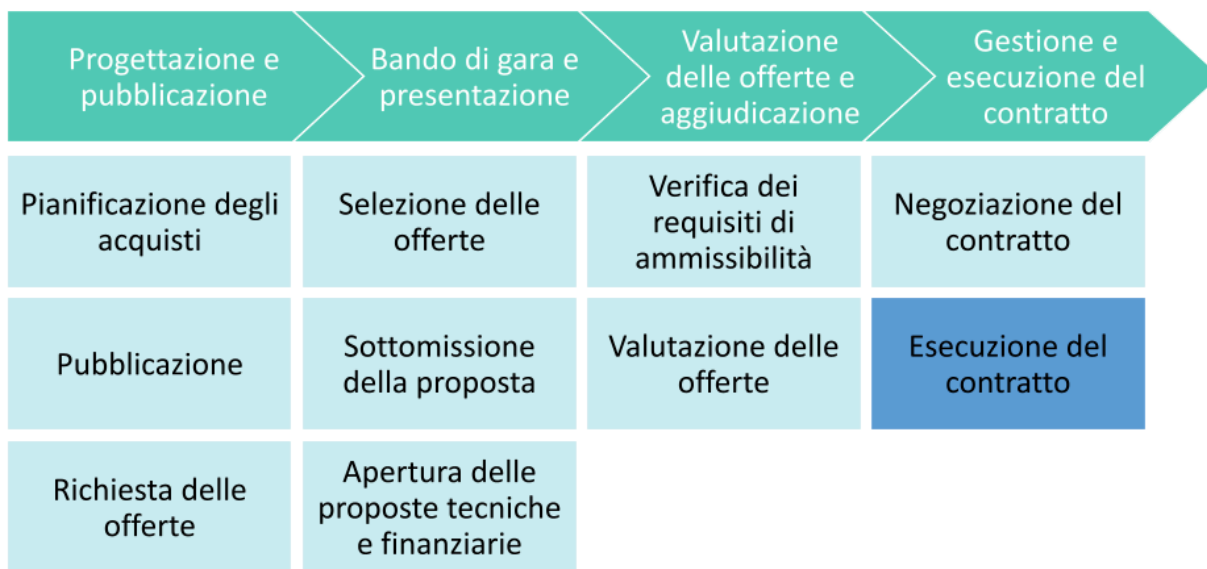 Progettazione e
pubblicazione
Bando di gara e
presentazione
Valutazione
delle offerte e
aggiudicazione
Gestione e
esecuzione del
contratto
Pianificazione degli
acquisti
Selezione delle
offerte
Verifica dei
requisiti di
ammissibilità
Negoziazione del
contratto
Pubblicazione
Sottomissione
della proposta
Valutazione delle
offerte
Esecuzione del
contratto
Richiesta delle
offerte
Apertura delle
proposte tecniche
e finanziarie